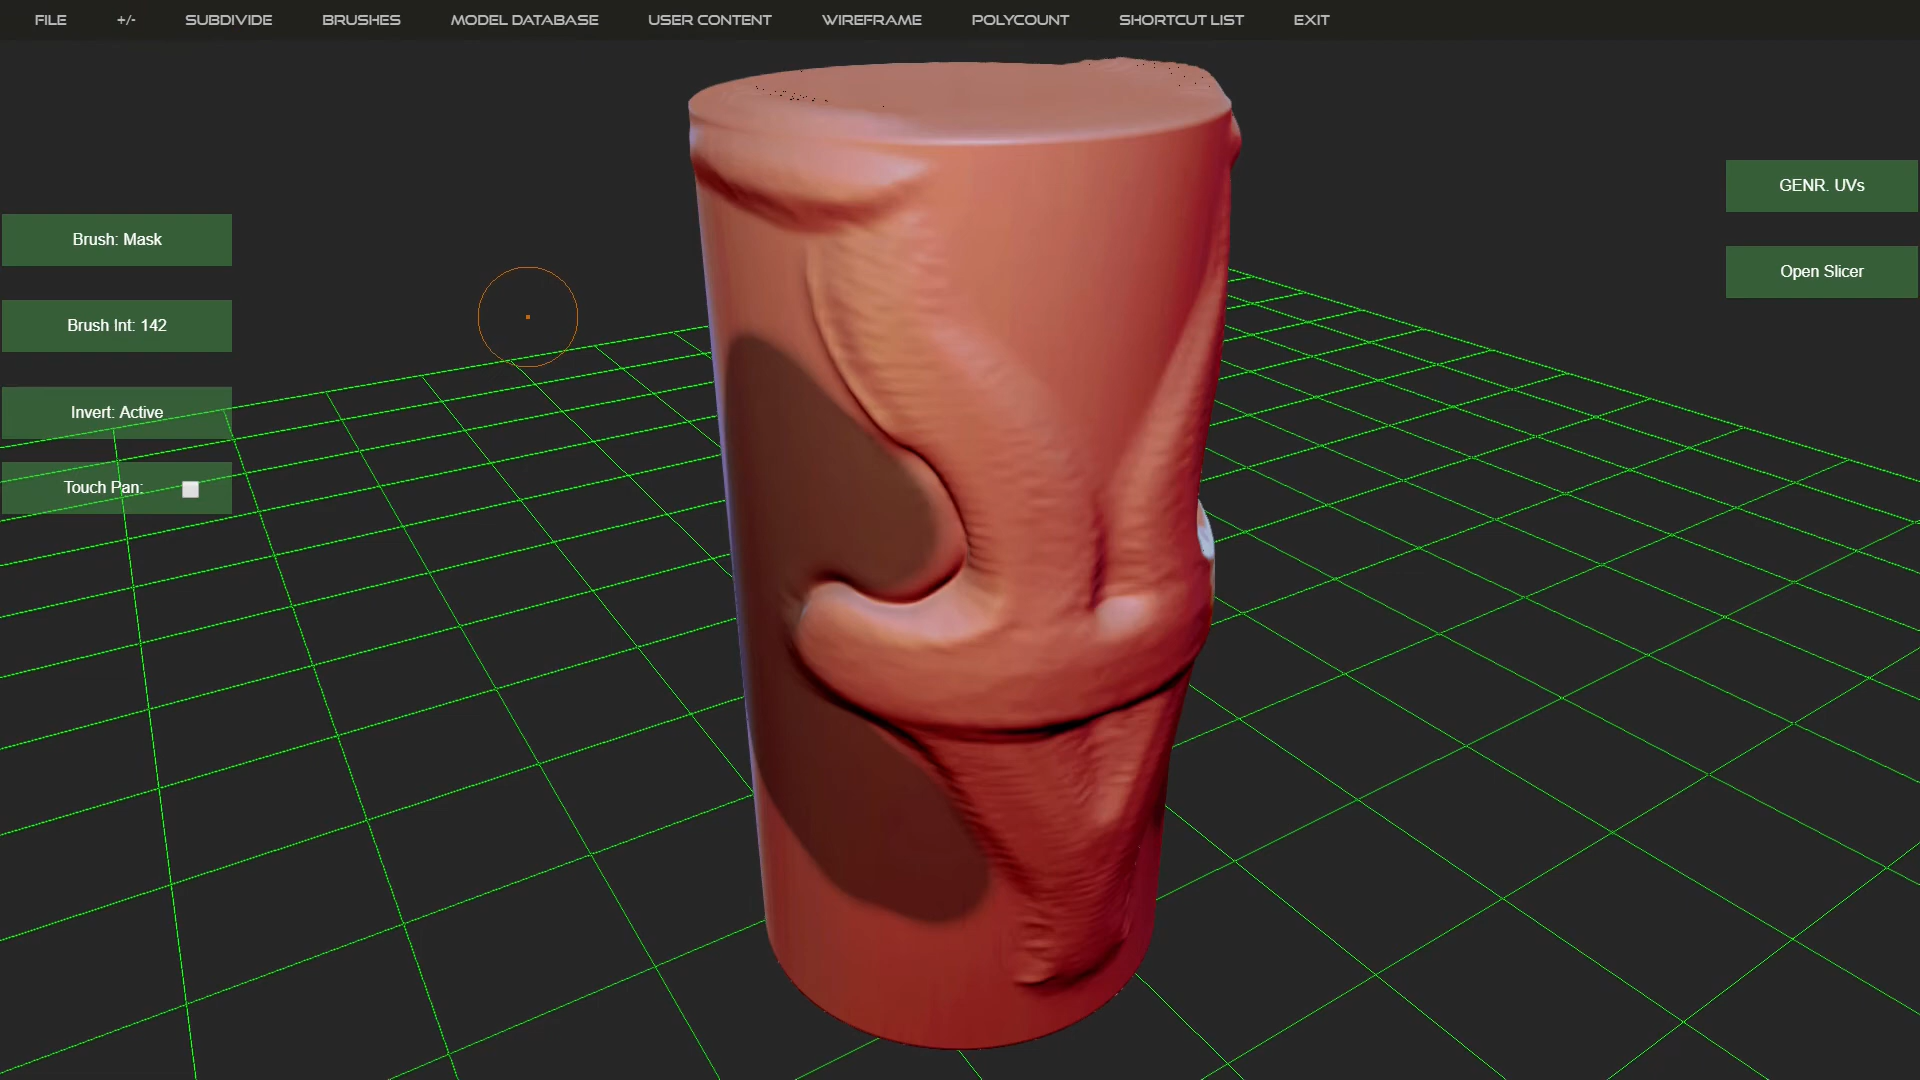 FILE +/- SUBDIVIDE BRUSHES MODEL DATABASE USER CONTENT WIREFRAME POLYCOUNT SHORTCUT LIST EXIT
GENR. UVs
Brush: Mask
Open Slicer
Brush Int: 142
Invert: Active
Touch Pan: